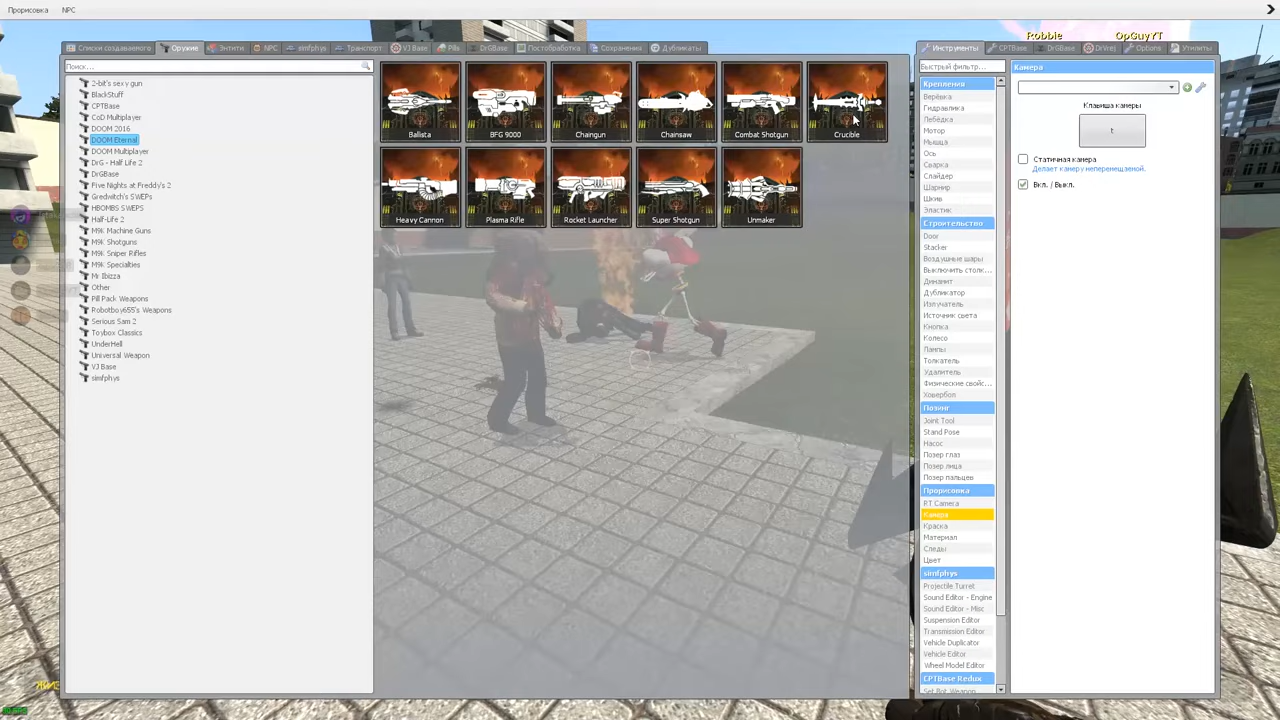 Прорисовка NPC
Robbie OpGuyYT
Списки создаваемого Оружие Энтити NPC simfphys Транспорт VJ Base Pills DrGBase Постобработка Сохранения Дубликаты
Поиск...
2-bit's sexy gun
BlackStuff
CPTBase
CoD Multiplayer
DOOM 2016
DOOM Eternal
DOOM Multiplayer
DrG - Half Life 2
DrGBase
Five Nights at Freddy's 2
Gredwitch's SWEPs
HBOMBS SWEPS
Half-Life 2
M9k Machine Guns
M9k Shotguns
M9k Sniper Rifles
M9k Specialties
Mr Ibizza
Other
Pill Pack Weapons
Robotboy655's Weapons
Serious Sam 2
Toybox Classics
UnderHell
Universal Weapon
VJ Base
simfphys
Ballista BFG 9000 Chaingun Chainsaw Combat Shotgun Crucible
Heavy Cannon Plasma Rifle Rocket Launcher Super Shotgun Unmaker
Инструменты CPTBase DrGBase DrVrej Options Утилиты
Быстрый фильтр...
Крепления
Верёвка
Гидравлика
Лебёдка
Мотор
Мышца
Ось
Сварка
Слайдер
Шарнир
Шкив
Эластик
Строительство
Door
Stacker
Воздушные шары
Выключить столк...
Динамит
Дубликатор
Излучатель
Источник света
Кнопка
Колесо
Лампы
Толкатель
Удалитель
Физические свойс...
Ховербол
Позинг
Joint Tool
Stand Pose
Насос
Позер глаз
Позер лица
Позер пальцев
Прорисовка
RT Camera
Камера
Краска
Материал
Следы
Цвет
simfphys
Projectile Turret
Sound Editor - Engine
Sound Editor - Misc
Suspension Editor
Transmission Editor
Vehicle Duplicator
Vehicle Editor
Wheel Model Editor
CPTBase Redux
Set Bot Weapon
Камера
Клавиша камеры
t
Статичная камера
Делает камеру неперемещаемой.
Вкл. / Выкл.